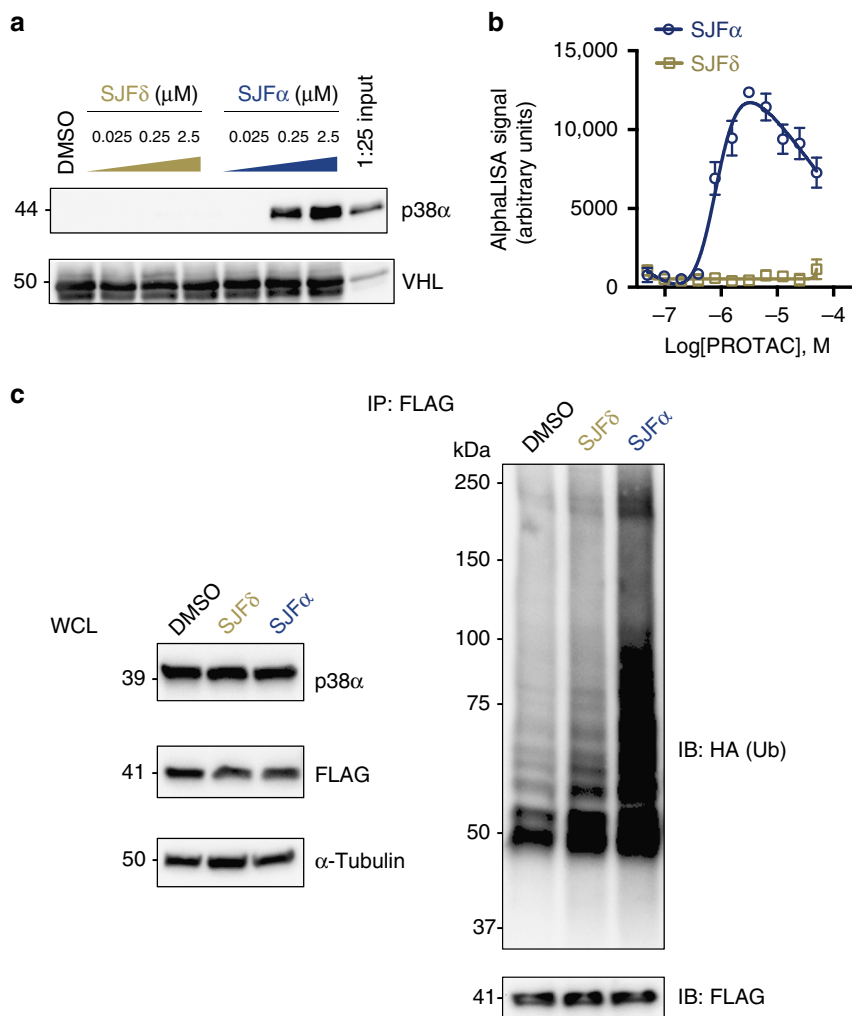 a
DMSO
SJFδ (μM)
SJFα (μM)
1:25 input
0.025 0.25 2.5
0.025 0.25 2.5
44
p38α
50
VHL
b
SJFα
SJFδ
15,000
10,000
5000
0
AlphaLISA signal
(arbitrary units)
–7 –6 –5 –4
Log[PROTAC], M
c
WCL
DMSO
SJFδ
SJFα
39
p38α
41
FLAG
50
α-Tubulin
IP: FLAG
DMSO
SJFδ
SJFα
kDa
250
150
100
75
IB: HA (Ub)
50
37
41
IB: FLAG